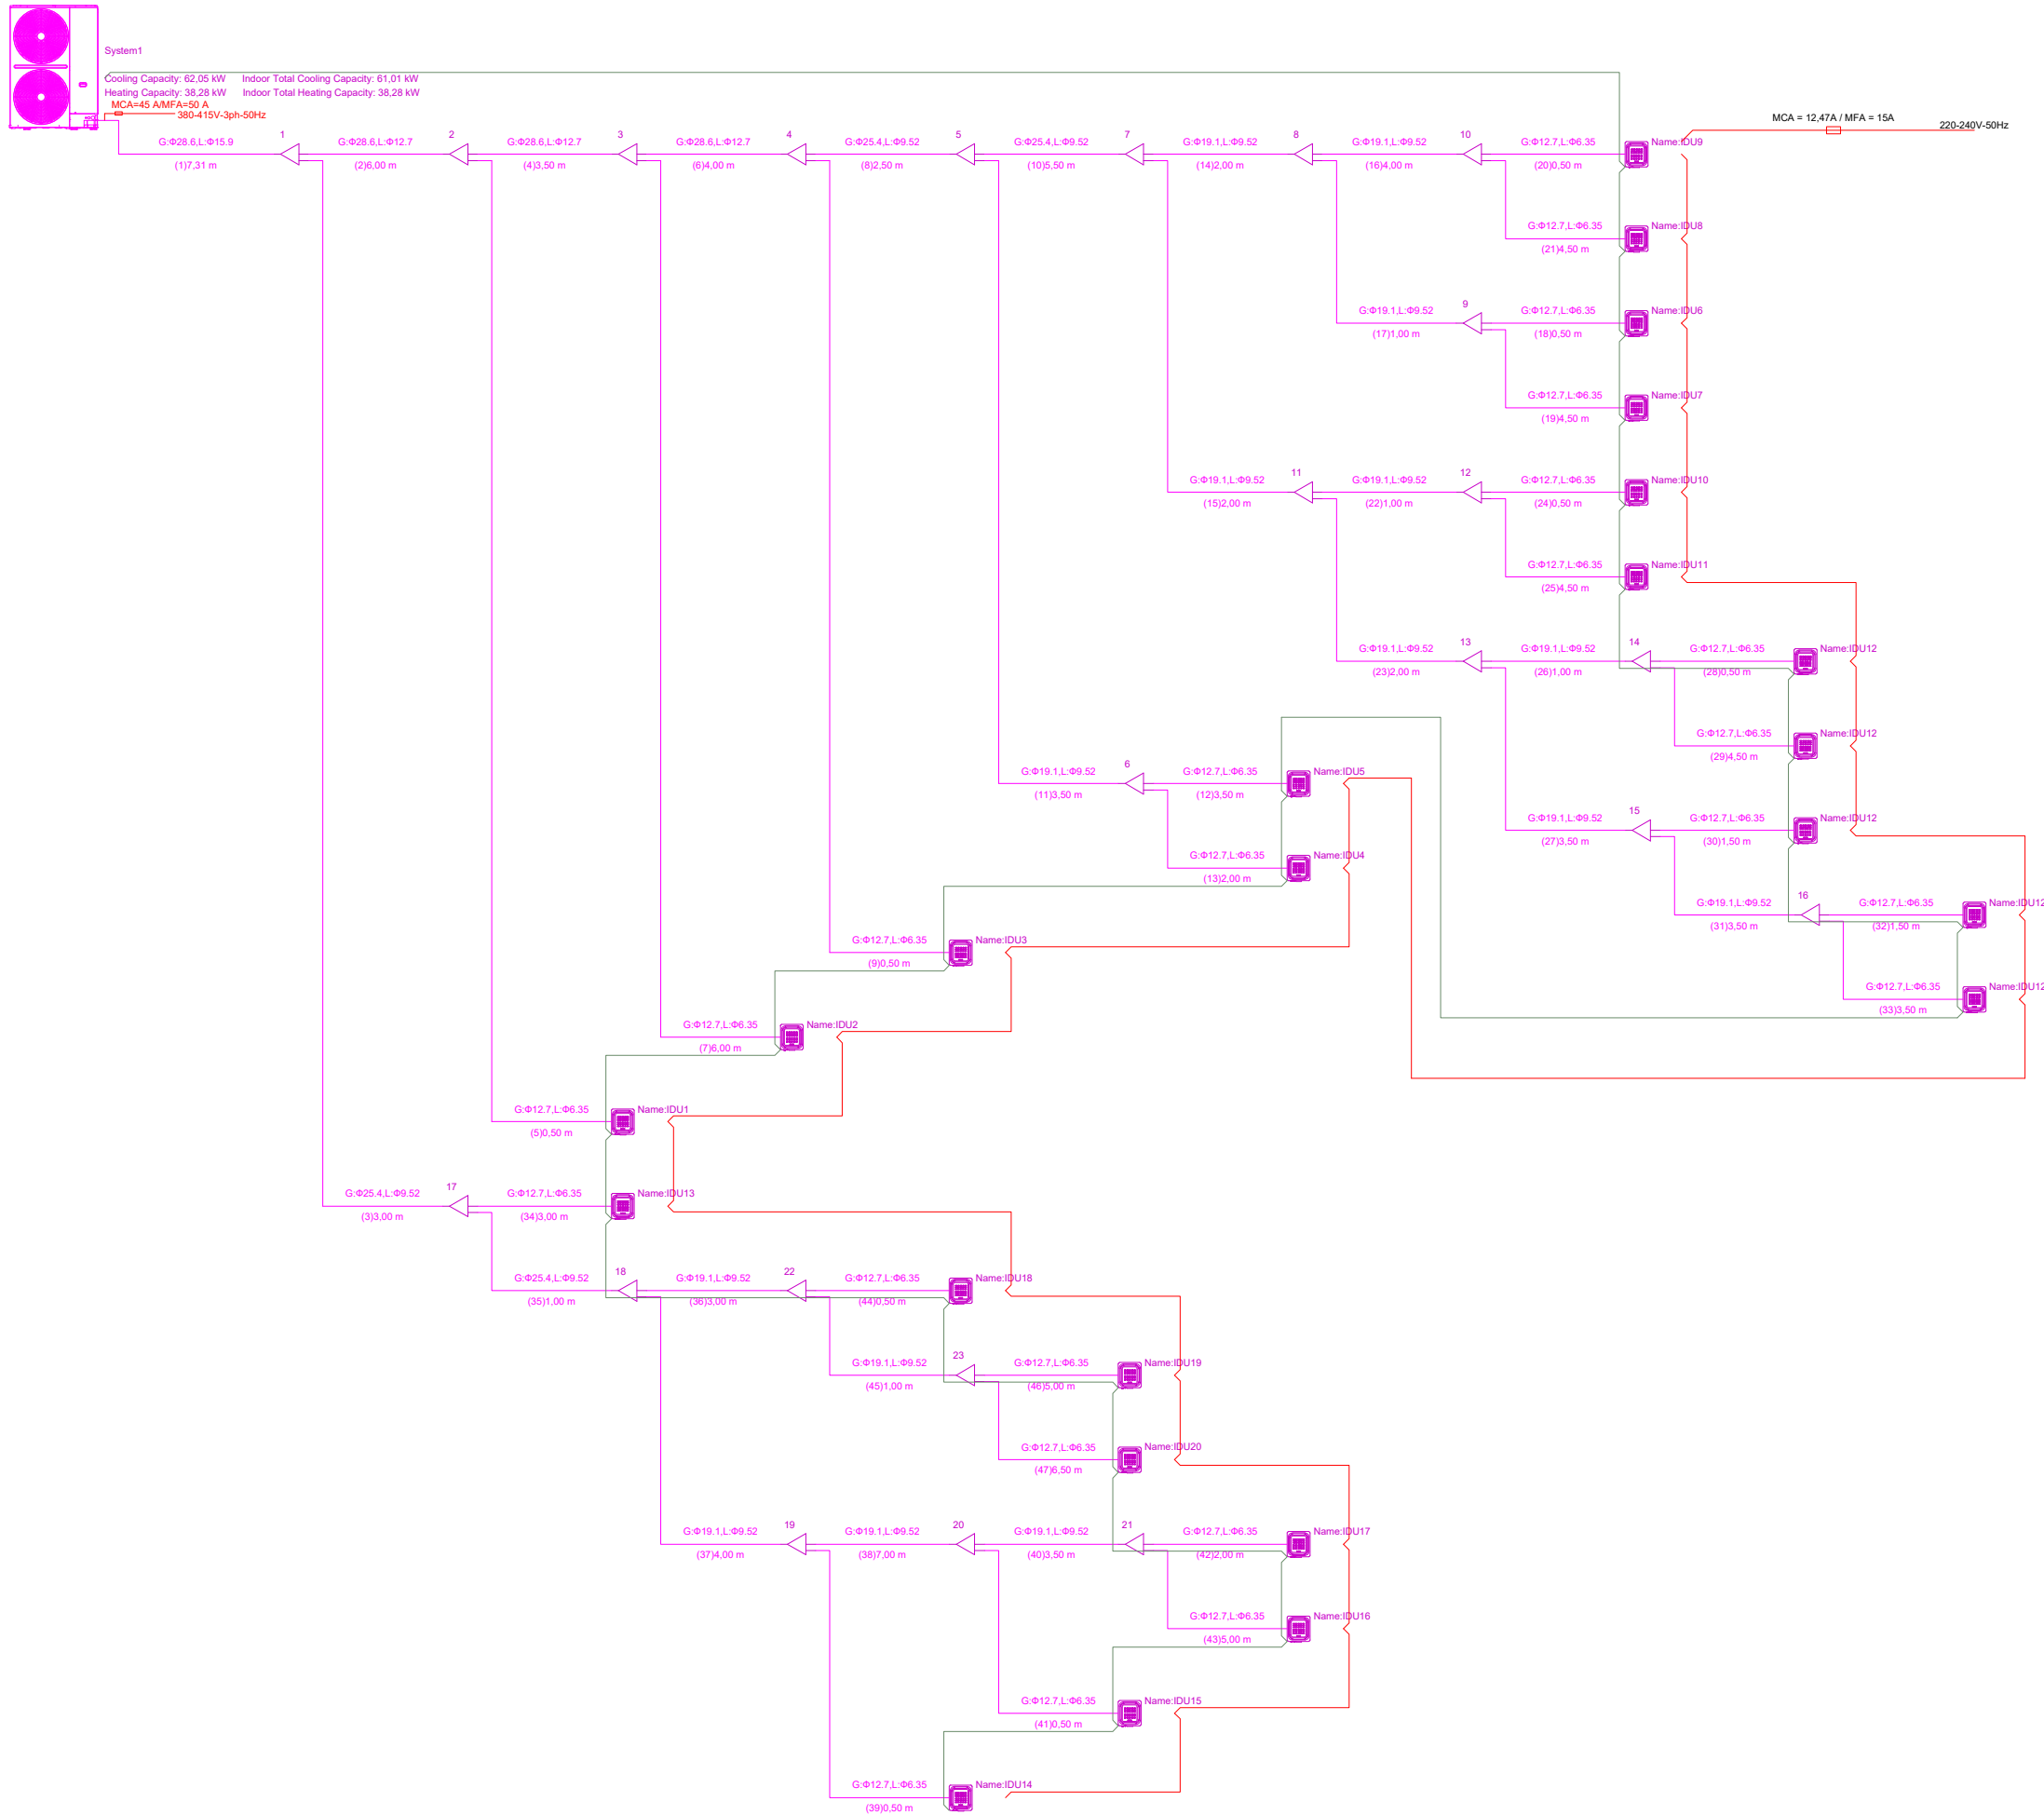 System1
Cooling Capacity: 62,05 kW Indoor Total Cooling Capacity: 61,01 kW
Heating Capacity: 38,28 kW Indoor Total Heating Capacity: 38,28 kW
MCA=45 A/MFA=50 A
380-415V-3ph-50Hz
MCA = 12,47A / MFA = 15A
220-240V-50Hz
1 2 3 4 5 7 8 10
G:Φ28.6,L:Φ15.9 G:Φ28.6,L:Φ12.7 G:Φ28.6,L:Φ12.7 G:Φ28.6,L:Φ12.7 G:Φ25.4,L:Φ9.52 G:Φ25.4,L:Φ9.52 G:Φ19.1,L:Φ9.52 G:Φ19.1,L:Φ9.52 G:Φ12.7,L:Φ6.35 Name:IDU9
(1)7,31 m (2)6,00 m (4)3,50 m (6)4,00 m (8)2,50 m (10)5,50 m (14)2,00 m (16)4,00 m (20)0,50 m
G:Φ12.7,L:Φ6.35 Name:IDU8
(21)4,50 m
9
G:Φ19.1,L:Φ9.52 G:Φ12.7,L:Φ6.35 Name:IDU6
(17)1,00 m (18)0,50 m
G:Φ12.7,L:Φ6.35 Name:IDU7
(19)4,50 m
11 12
G:Φ19.1,L:Φ9.52 G:Φ19.1,L:Φ9.52 G:Φ12.7,L:Φ6.35 Name:IDU10
(15)2,00 m (22)1,00 m (24)0,50 m
G:Φ12.7,L:Φ6.35 Name:IDU11
(25)4,50 m
13 14
G:Φ19.1,L:Φ9.52 G:Φ19.1,L:Φ9.52 G:Φ12.7,L:Φ6.35 Name:IDU12
(23)2,00 m (26)1,00 m (28)0,50 m
G:Φ12.7,L:Φ6.35 Name:IDU12
(29)4,50 m
6
G:Φ19.1,L:Φ9.52 G:Φ12.7,L:Φ6.35 Name:IDU5
(11)3,50 m (12)3,50 m
15
G:Φ19.1,L:Φ9.52 G:Φ12.7,L:Φ6.35 Name:IDU12
(27)3,50 m (30)1,50 m
G:Φ12.7,L:Φ6.35 Name:IDU4
(13)2,00 m
16
G:Φ19.1,L:Φ9.52 G:Φ12.7,L:Φ6.35 Name:IDU12
(31)3,50 m (32)1,50 m
G:Φ12.7,L:Φ6.35 Name:IDU3
(9)0,50 m
G:Φ12.7,L:Φ6.35 Name:IDU12
(33)3,50 m
G:Φ12.7,L:Φ6.35 Name:IDU2
(7)6,00 m
G:Φ12.7,L:Φ6.35 Name:IDU1
(5)0,50 m
17
G:Φ25.4,L:Φ9.52 G:Φ12.7,L:Φ6.35 Name:IDU13
(3)3,00 m (34)3,00 m
18 22
G:Φ25.4,L:Φ9.52 G:Φ19.1,L:Φ9.52 G:Φ12.7,L:Φ6.35 Name:IDU18
(35)1,00 m (36)3,00 m (44)0,50 m
23
G:Φ19.1,L:Φ9.52 G:Φ12.7,L:Φ6.35 Name:IDU19
(45)1,00 m (46)5,00 m
G:Φ12.7,L:Φ6.35 Name:IDU20
(47)6,50 m
19 20 21
G:Φ19.1,L:Φ9.52 G:Φ19.1,L:Φ9.52 G:Φ19.1,L:Φ9.52 G:Φ12.7,L:Φ6.35 Name:IDU17
(37)4,00 m (38)7,00 m (40)3,50 m (42)2,00 m
G:Φ12.7,L:Φ6.35 Name:IDU16
(43)5,00 m
G:Φ12.7,L:Φ6.35 Name:IDU15
(41)0,50 m
G:Φ12.7,L:Φ6.35 Name:IDU14
(39)0,50 m